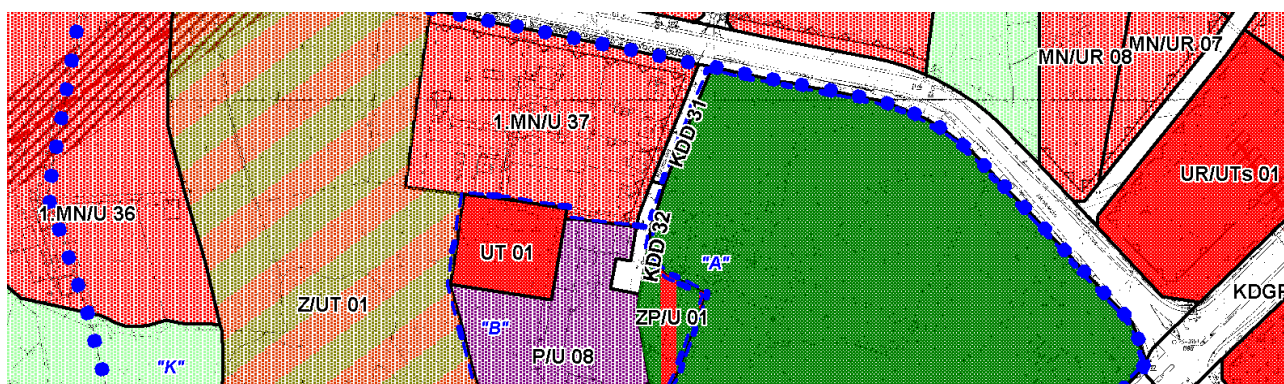 MN/UR 07
MN/UR 08
1 MN/U 37
KDD 31
UR/UTs 01
1 MN/U 36
KDD 32
UT 01
"A"
KDGP
Z/UT 01
ZP/U 01
"B"
P/U 08
"K"